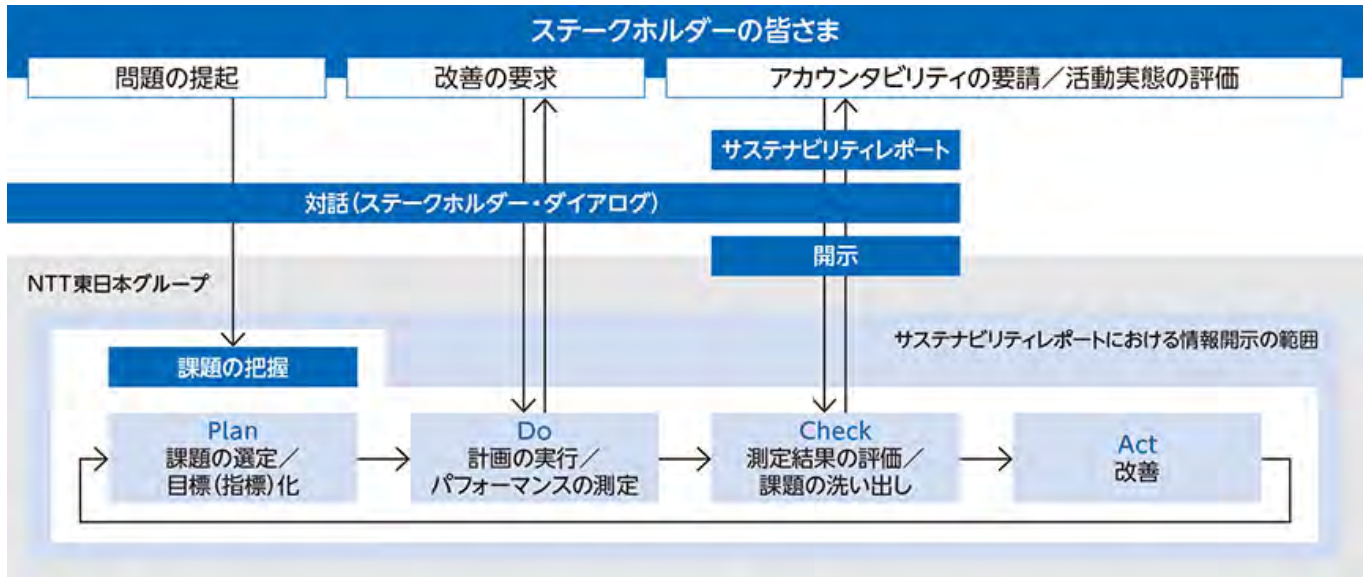 ステークホルダーの皆さま
問題の提起
改善の要求
アカウンタビリティの要請／活動実態の評価
サステナビリティレポート
対話（ステークホルダー・ダイアログ）
開示
NTT東日本グループ
サステナビリティレポートにおける情報開示の範囲
課題の把握
Plan
課題の選定／
目標（指標）化
Do
計画の実行／
パフォーマンスの測定
Check
測定結果の評価／
課題の洗い出し
Act
改善